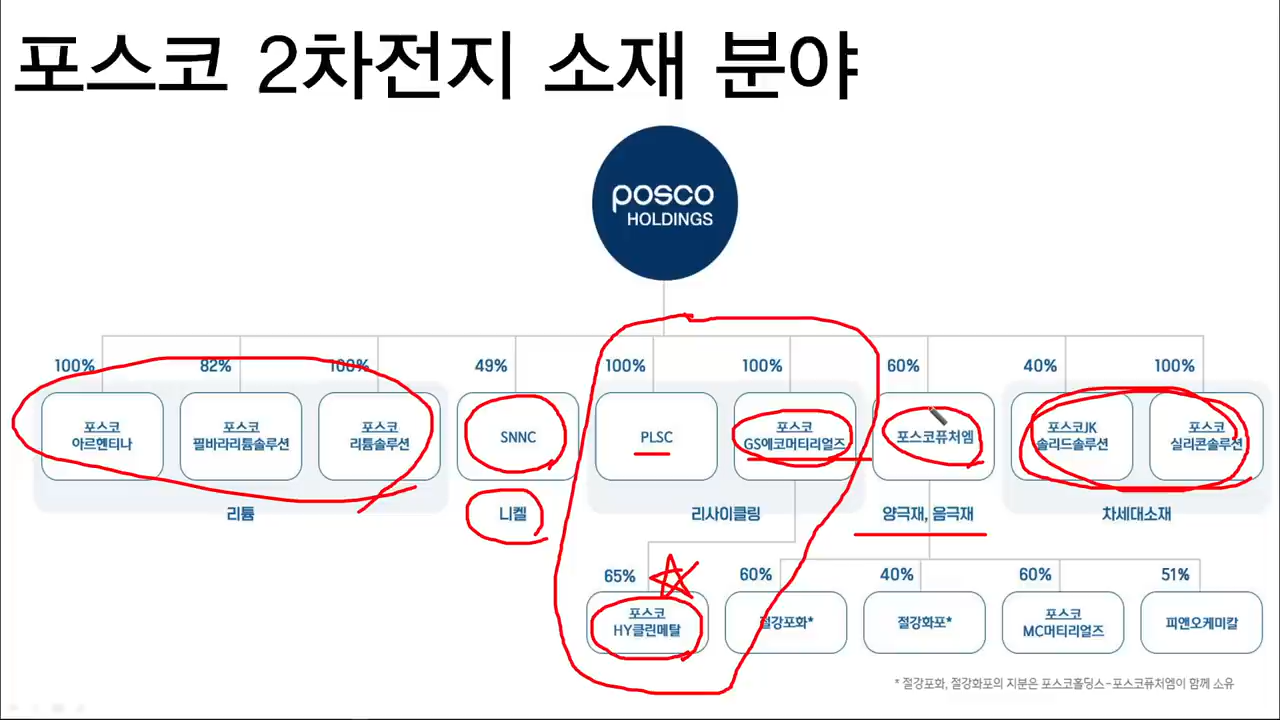 포스코 2차전지 소재 분야
posco
HOLDINGS
100%
82%
100%
49%
100%
100%
60%
40%
100%
포스코
아르헨티나
포스코
필바라리튬솔루션
포스코
리튬솔루션
SNNC
PLSC
포스코
GS에코머티리얼즈
포스코퓨처엠
포스코JK
솔리드솔루션
포스코
실리콘솔루션
리튬
니켈
리사이클링
양극재, 음극재
차세대소재
65%
60%
40%
60%
51%
포스코
HY클린메탈
절강포화*
절강화포*
포스코
MC머티리얼즈
피앤오케미칼
* 절강포화, 절강화포의 지분은 포스코홀딩스-포스코퓨처엠이 함께 소유